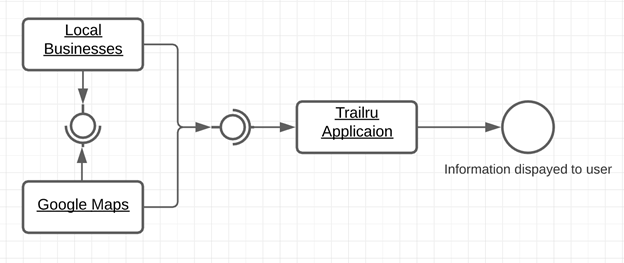 Local
Businesses
Trailru
Applicaion
Information dispayed to user
Google Maps